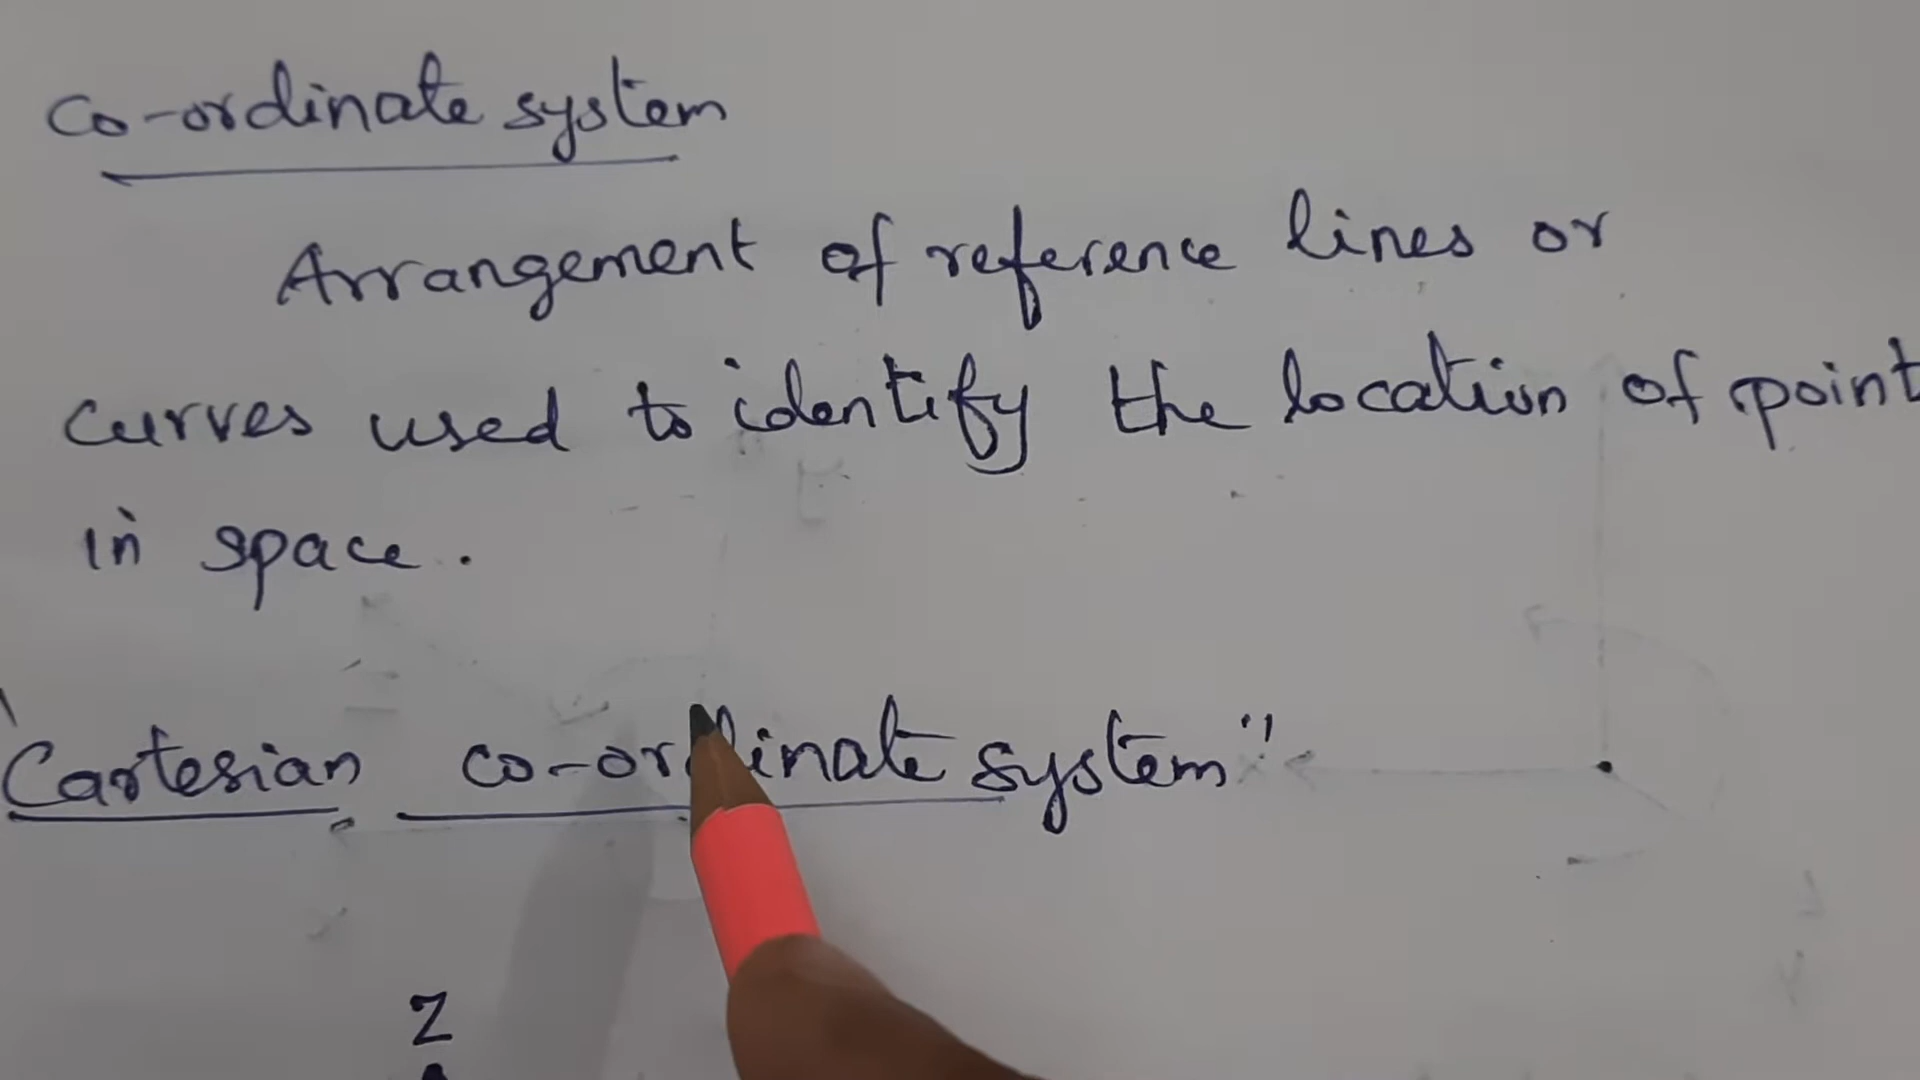 Co-ordinate system
Arrangement of reference lines or
curves used to identify the location of point
in space.
Cartesian co-ordinate system"
Z